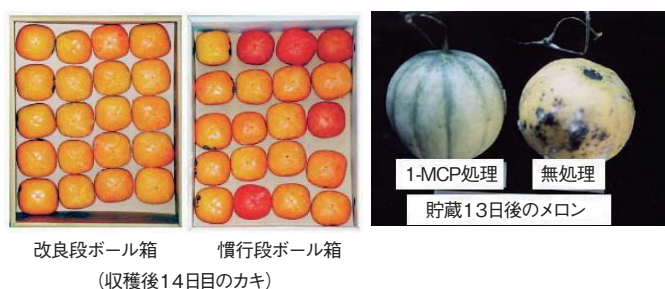 改良段ボール箱
慣行段ボール箱
(収穫後14日目のカキ)
1-MCP処理
無処理
貯蔵13日後のメロン